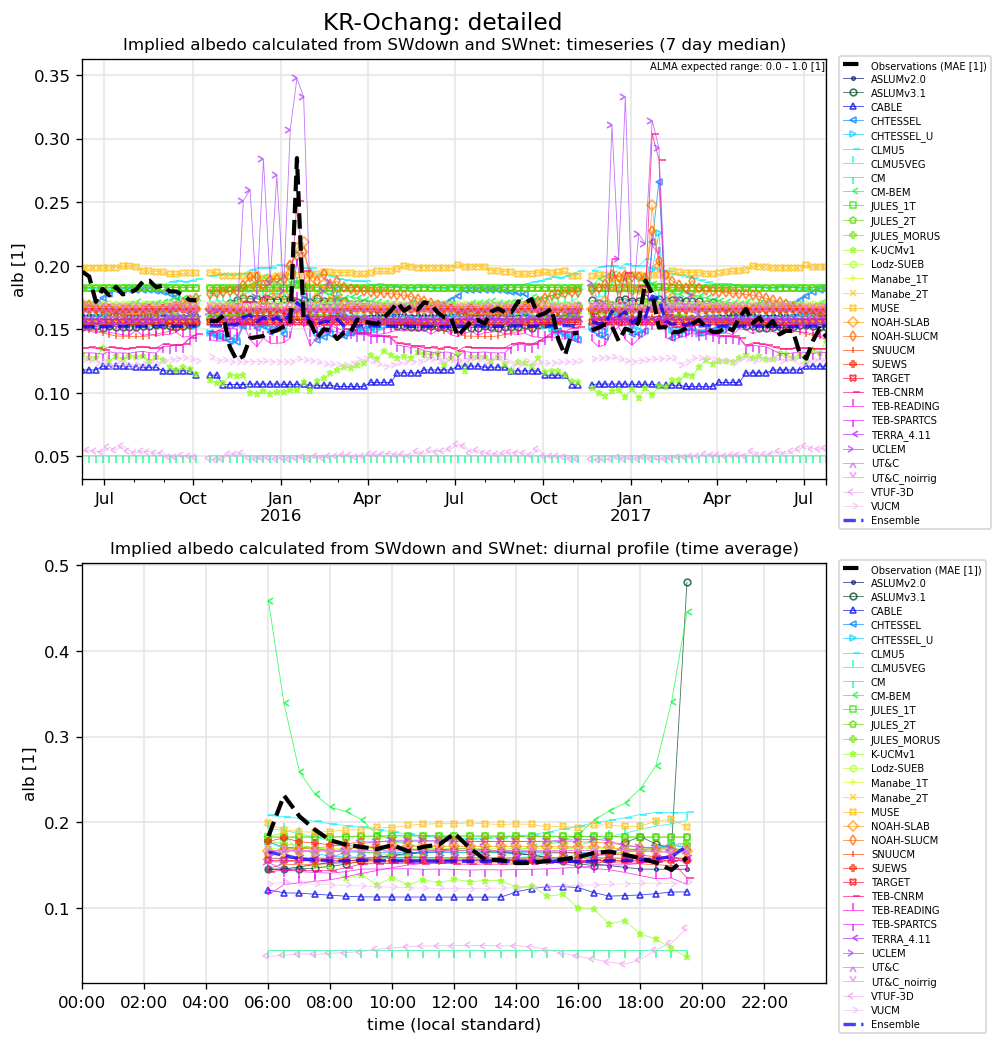 KR-Ochang: detailed
Implied albedo calculated from SWdown and SWnet: timeseries (7 day median)
ALMA expected range: 0.0 - 1.0 [1]
0.35
0.30
0.25
0.20
0.15
0.10
0.05
alb [1]
Jul
Oct
Jan
2016
Apr
Jul
Oct
Jan
2017
Apr
Jul
Observations (MAE [1])
ASLUMv2.0
ASLUMv3.1
CABLE
CHTESSEL
CHTESSEL_U
CLMU5
CLMU5VEG
CM
CM-BEM
JULES_1T
JULES_2T
JULES_MORUS
K-UCMv1
Lodz-SUEB
Manabe_1T
Manabe_2T
MUSE
NOAH-SLAB
NOAH-SLUCM
SNUUCM
SUEWS
TARGET
TEB-CNRM
TEB-READING
TEB-SPARTCS
TERRA_4.11
UCLEM
UT&C
UT&C_noirrig
VTUF-3D
VUCM
Ensemble
Implied albedo calculated from SWdown and SWnet: diurnal profile (time average)
0.5
0.4
0.3
0.2
0.1
alb [1]
00:00
02:00
04:00
06:00
08:00
10:00
12:00
14:00
16:00
18:00
20:00
22:00
time (local standard)
Observation (MAE [1])
ASLUMv2.0
ASLUMv3.1
CABLE
CHTESSEL
CHTESSEL_U
CLMU5
CLMU5VEG
CM
CM-BEM
JULES_1T
JULES_2T
JULES_MORUS
K-UCMv1
Lodz-SUEB
Manabe_1T
Manabe_2T
MUSE
NOAH-SLAB
NOAH-SLUCM
SNUUCM
SUEWS
TARGET
TEB-CNRM
TEB-READING
TEB-SPARTCS
TERRA_4.11
UCLEM
UT&C
UT&C_noirrig
VTUF-3D
VUCM
Ensemble